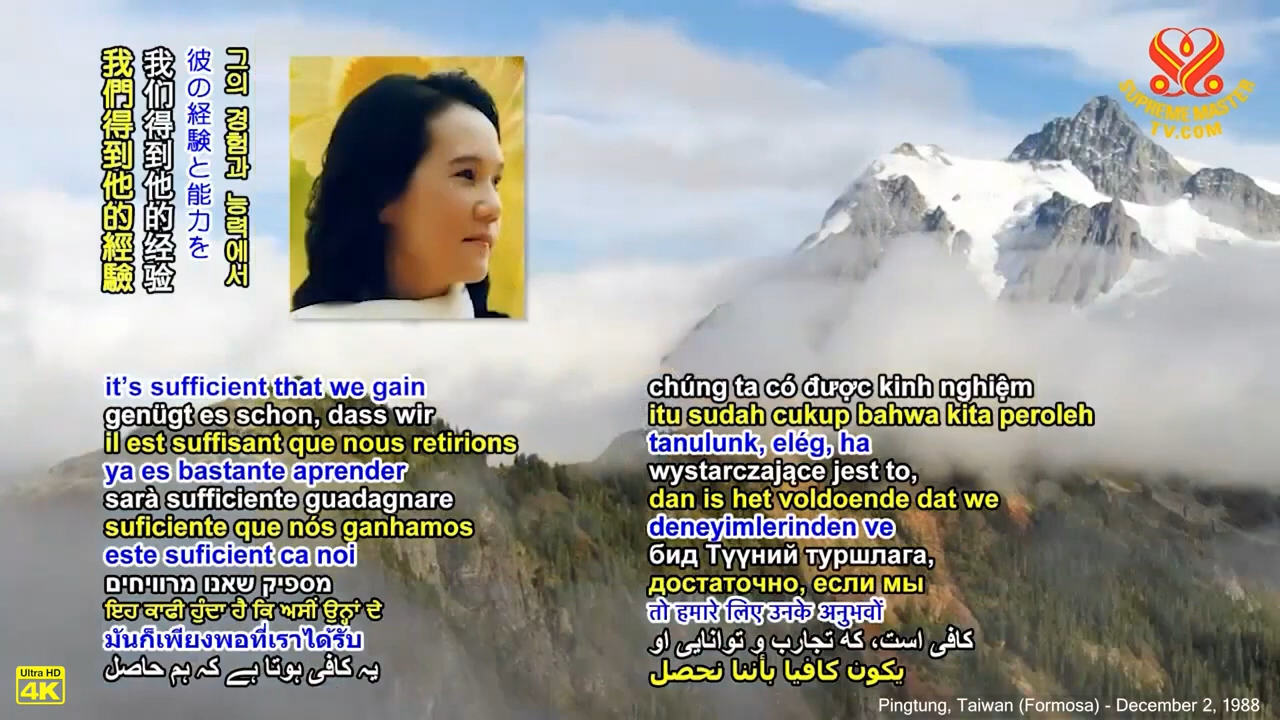 我們得到他的經驗
我们得到他的经验
彼の経験と能力を
그의 경험과 능력에서
SUPREME MASTER
TV.COM
it’s sufficient that we gain
genügt es schon, dass wir
il est suffisant que nous retirions
ya es bastante aprender
sarà sufficiente guadagnare
suficiente que nós ganhamos
este suficient ca noi
מספיק שאנו מרוויחים
ਇਹ ਕਾਫੀ ਹੁੰਦਾ ਹੈ ਕਿ ਅਸੀਂ ਉਨ੍ਹਾਂ ਦੇ
มันก็เพียงพอที่เราได้รับ
یہ کافی ہوتا ہے کہ ہم حاصل
chúng ta có được kinh nghiệm
itu sudah cukup bahwa kita peroleh
tanulunk, elég, ha
wystarczające jest to,
dan is het voldoende dat we
deneyimlerinden ve
бид Түүний туршлага,
достаточно, если мы
तो हमारे लिए उनके अनुभवों
کافی است، که تجارب و توانایی او
يكون كافيا بأننا نحصل
Ultra HD
4K
Pingtung, Taiwan (Formosa) - December 2, 1988